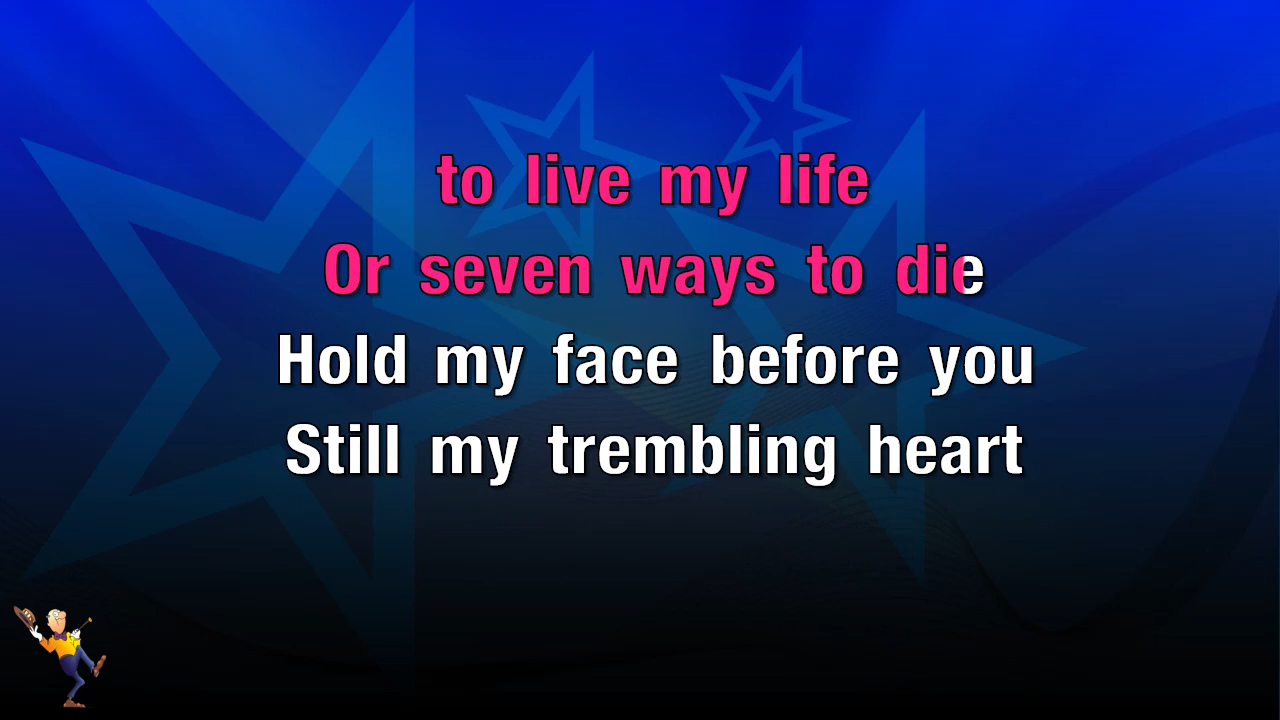 to live my life
Or seven ways to die
Hold my face before you
Still my trembling heart